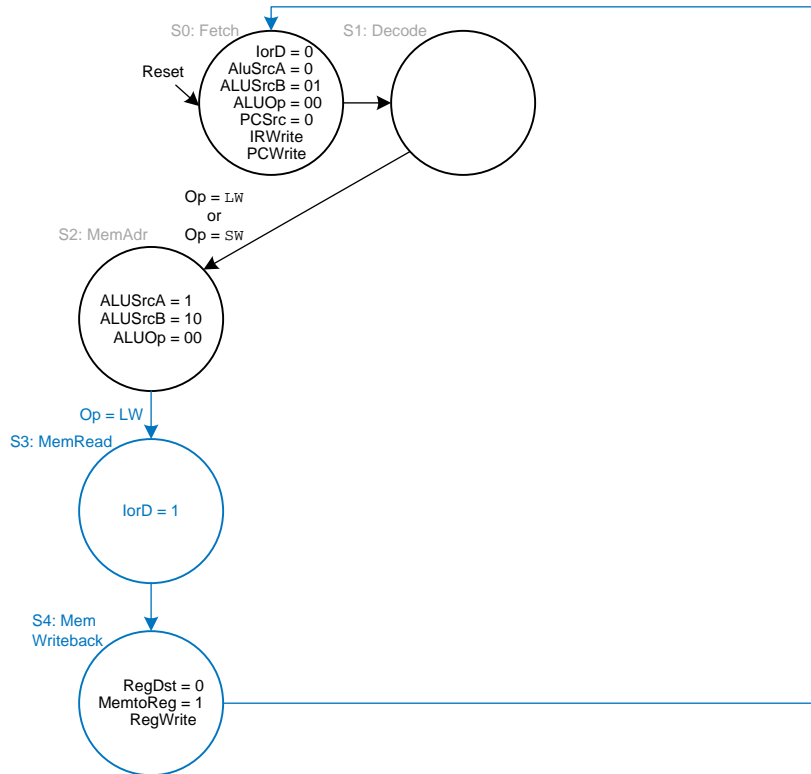 S0: Fetch
S1: Decode
Reset
IorD = 0
AluSrcA = 0
ALUSrcB = 01
ALUOp = 00
PCSrc = 0
IRWrite
PCWrite
Op = LW
or
Op = SW
S2: MemAdr
ALUSrcA = 1
ALUSrcB = 10
ALUOp = 00
Op = LW
S3: MemRead
IorD = 1
S4: Mem
Writeback
RegDst = 0
MemtoReg = 1
RegWrite